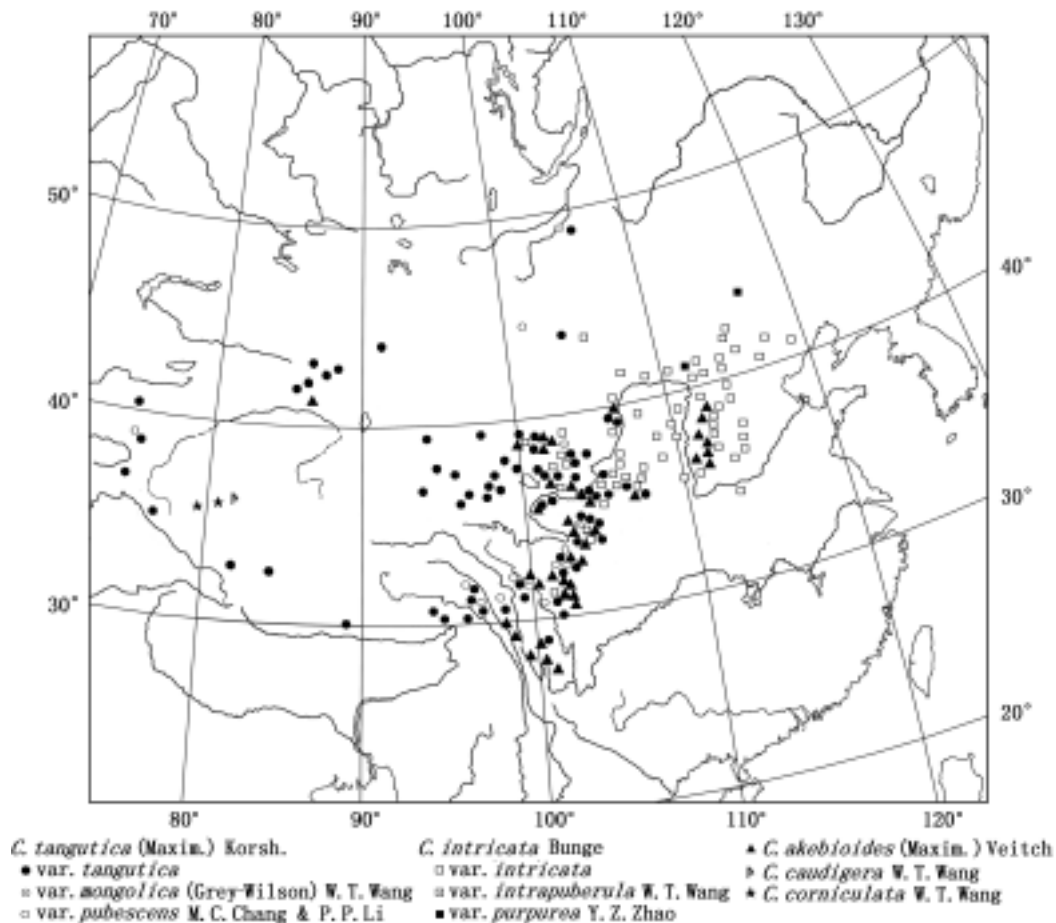 70° 80° 90° 100° 110° 120° 130°
50°
40°
40°
30°
30°
20°
80° 90° 100° 110° 120°
C. tangutica (Maxim.) Korsh.
● var. tangutica
var. mongolica (Grey-Wilson) W.T.Wang
○ var. pubescens M.C.Chang & P.P.Li
C. intricata Bunge
□ var. intricata
var. intrapuberula W.T.Wang
■ var. purpurea Y.Z.Zhao
▲ C. akebioides (Maxim.) Veitch
C. caudigera W.T.Wang
★ C. corniculata W.T.Wang